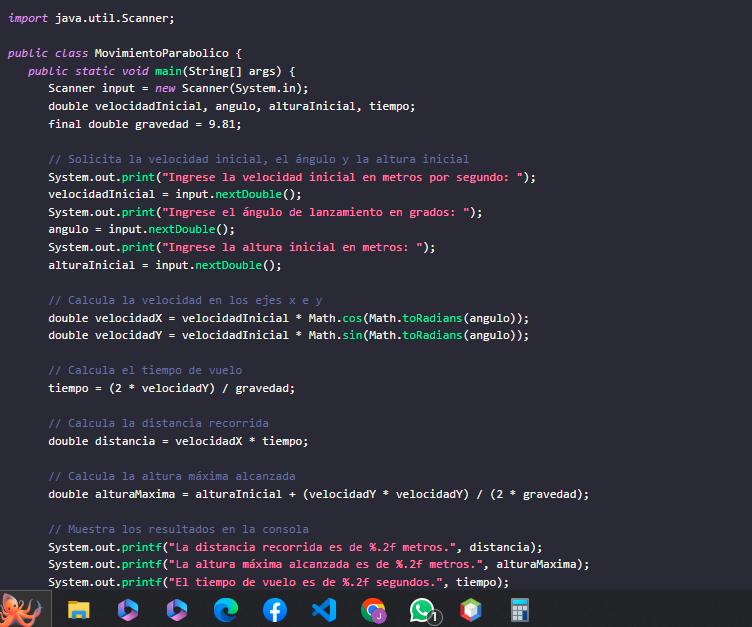 import java.util.Scanner;
public class MovimientoParabolico {
public static void main(String[] args) {
Scanner input = new Scanner(System.in);
double velocidadInicial, angulo, alturaInicial, tiempo;
final double gravedad = 9.81;
// Solicita la velocidad inicial, el ángulo y la altura inicial
System.out.print("Ingrese la velocidad inicial en metros por segundo: ");
velocidadInicial = input.nextDouble();
System.out.print("Ingrese el ángulo de lanzamiento en grados: ");
angulo = input.nextDouble();
System.out.print("Ingrese la altura inicial en metros: ");
alturaInicial = input.nextDouble();
// Calcula la velocidad en los ejes x e y
double velocidadX = velocidadInicial * Math.cos(Math.toRadians(angulo));
double velocidadY = velocidadInicial * Math.sin(Math.toRadians(angulo));
// Calcula el tiempo de vuelo
tiempo = (2 * velocidadY) / gravedad;
// Calcula la distancia recorrida
double distancia = velocidadX * tiempo;
// Calcula la altura máxima alcanzada
double alturaMaxima = alturaInicial + (velocidadY * velocidadY) / (2 * gravedad);
// Muestra los resultados en la consola
System.out.printf("La distancia recorrida es de %.2f metros.", distancia);
System.out.printf("La altura máxima alcanzada es de %.2f metros.", alturaMaxima);
System.out.printf("El tiempo de vuelo es de %.2f segundos.", tiempo);
J
1